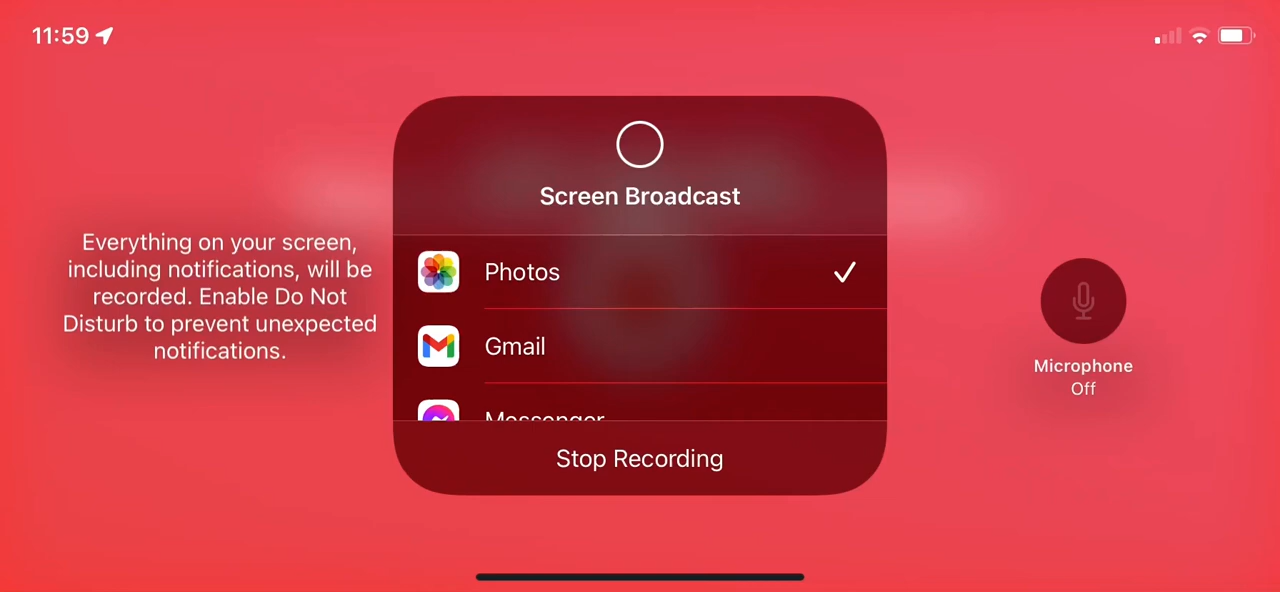 11:59
Screen Broadcast
Everything on your screen,
including notifications, will be
recorded. Enable Do Not
Disturb to prevent unexpected
notifications.
Photos
Gmail
Messenger
Stop Recording
Microphone
Off